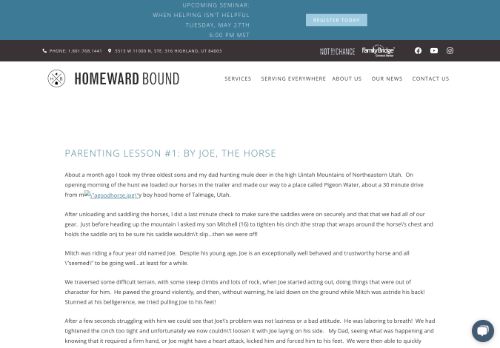 UPCOMING SEMINAR:
WHEN HELPING ISN'T HELPFUL
TUESDAY, MAY 27TH
6:00 PM MST
REGISTER TODAY
PHONE: 1.801.768.1441
5513 W 11000 N, STE. 316 HIGHLAND, UT 84003
NOT BY CHANCE
FamilyBridge
HOMEWARD BOUND
SERVICES
SERVING EVERYWHERE
ABOUT US
OUR NEWS
CONTACT US
PARENTING LESSON #1: BY JOE, THE HORSE
About a month ago I took my three oldest sons and my dad hunting mule deer in the high Uintah Mountains of Northeastern Utah. On
opening morning of the hunt we loaded our horses in the trailer and made our way to a place called Pigeon Water, about a 30 minute drive
from m\"agoodhorse.jpg\"y boy hood home of Talmage, Utah.
After unloading and saddling the horses, I did a last minute check to make sure the saddles were on securely and that that we had all of our
gear. Just before heading up the mountain I asked my son Mitchell (16) to tighten his cinch (the strap that wraps around the horse\'s chest and
holds the saddle on) to be sure his saddle wouldn\'t slip...then we were off!
Mitch was riding a four year old named Joe. Despite his young age, Joe is an exceptionally well behaved and trustworthy horse and all
\"seemed\" to be going well...at least for a while.
We traversed some difficult terrain, with some steep climbs and lots of rock, when Joe started acting out, doing things that were out of
character for him. He pawed the ground violently, and then, without warning, he laid down on the ground while Mitch was astride his back!
Stunned at his belligerence, we tried pulling Joe to his feet!
After a few seconds struggling with him we could see that Joe's problem was not laziness or a bad attitude. He was laboring to breath! We had
tightened the cinch too tight and unfortunately we now couldn't loosen it with Joe laying on his side. My Dad, seeing what was happening and
knowing that it required a firm hand, or Joe might have a heart attack, kicked him and forced him to his feet. We were then able to quickly